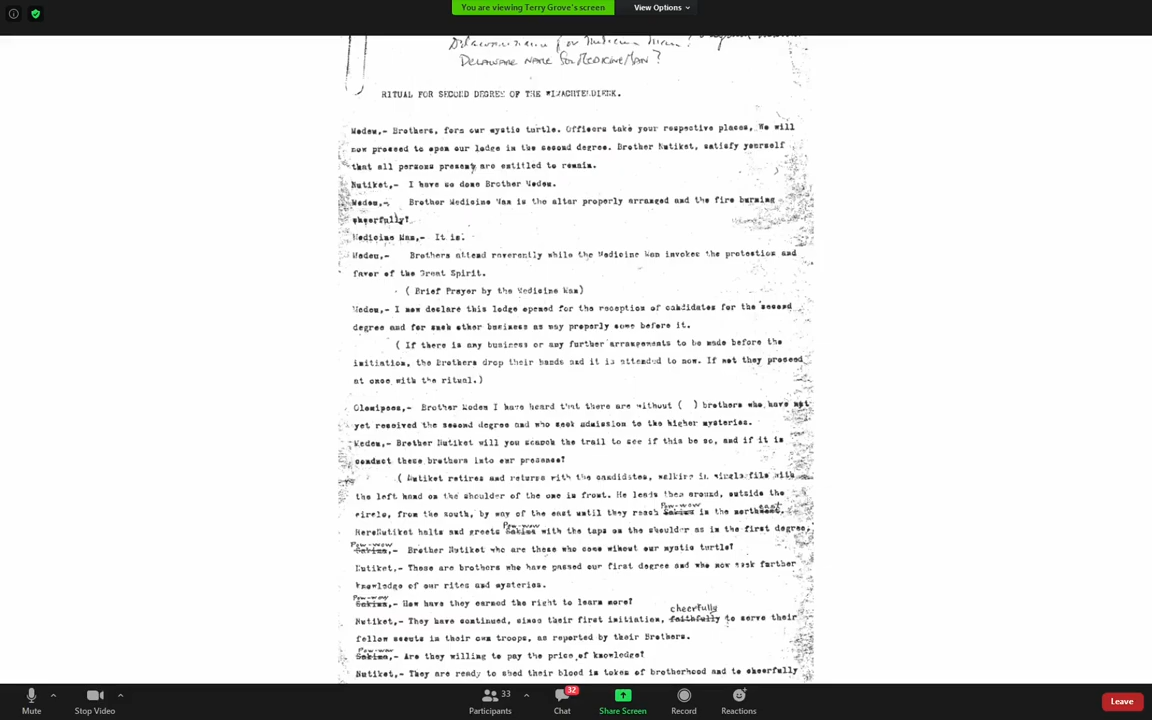 You are viewing Terry Grove's screen
View Options
DELAWARE NAME for MEDICINE MAN?
RITUAL FOR SECOND DEGREE OF THE WIMACHTENDIENK.
Medeu,- Brothers, form our mystic turtle. Officers take your respective places, We will
now proceed to open our lodge in the second degree. Brother Nutiket, satisfy yourself
that all persons present are entitled to remain.
Nutiket,- I have so done Brother Medeu.
Medeu,- Brother Medicine Man is the altar properly arranged and the fire burning
cheerfully?
Medicine Man,- It is.
Medeu,- Brothers attend reverently while the Medicine Man invokes the protection and
favor of the Great Spirit.
( Brief Prayer by the Medicine Man)
Medeu,- I now declare this lodge opened for the reception of candidates for the second
degree and for such other business as may properly come before it.
( If there is any business or any further arrangements to be made before the
initiation, the Brothers drop their hands and it is attended to now. If not they proceed
at once with the ritual.)
Olomipees,- Brother Medeu I have heard that there are without ( ) brothers who have not
yet received the second degree and who seek admission to the higher mysteries.
Medeu,- Brother Nutiket will you search the trail to see if this be so, and if it is
conduct these brothers into our presence?
( Nutiket retires and returns with the candidates, walking in single file with
the left hand on the shoulder of the one in front. He leads them around, outside the
Pow-wow east
circle, from the south, by way of the east until they reach Sakima in the north
Pow-wow
HereNutiket halts and greets Sakima with the taps on the shoulder as in the first degree.
Pow-wow
Sakima,- Brother Nutiket who are these who come wihout our mystic turtle?
Nutiket,- These are brothers who have passed our first degree and who now seek further
knowledge of our rites and mysteries.
Pow-wow
Sakima,- How have they earned the right to learn more?
cheerfully
Nutiket,- They have continued, since their first initiation, faithfully to serve their
fellow scouts in their own troops, as reported by their Brothers.
Pow-wow
Sakima,- Are they willing to pay the price of knowledge?
Nutiket,- They are ready to shed their blood in token of brotherhood and to cheerfully
Mute
Stop Video
Participants 33
Chat 32
Share Screen
Record
Reactions
Leave